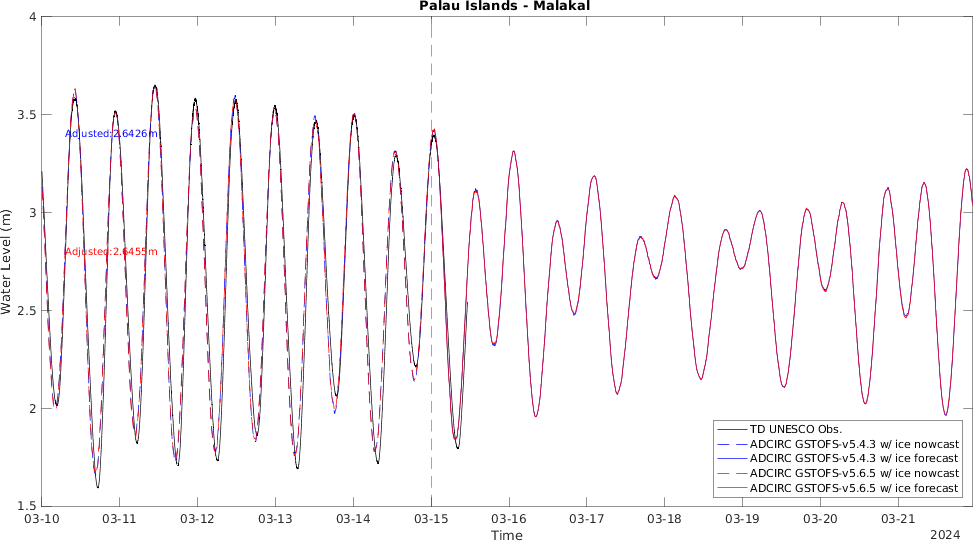 Palau Islands - Malakal
4
3.5
3
2.5
2
1.5
Water Level (m)
Adjusted:2.6426m
Adjusted:2.6455m
TD UNESCO Obs.
ADCIRC GSTOFS-v5.4.3 w/ ice nowcast
ADCIRC GSTOFS-v5.4.3 w/ ice forecast
ADCIRC GSTOFS-v5.6.5 w/ ice nowcast
ADCIRC GSTOFS-v5.6.5 w/ ice forecast
03-10 03-11 03-12 03-13 03-14 03-15 03-16 03-17 03-18 03-19 03-20 03-21
Time
2024